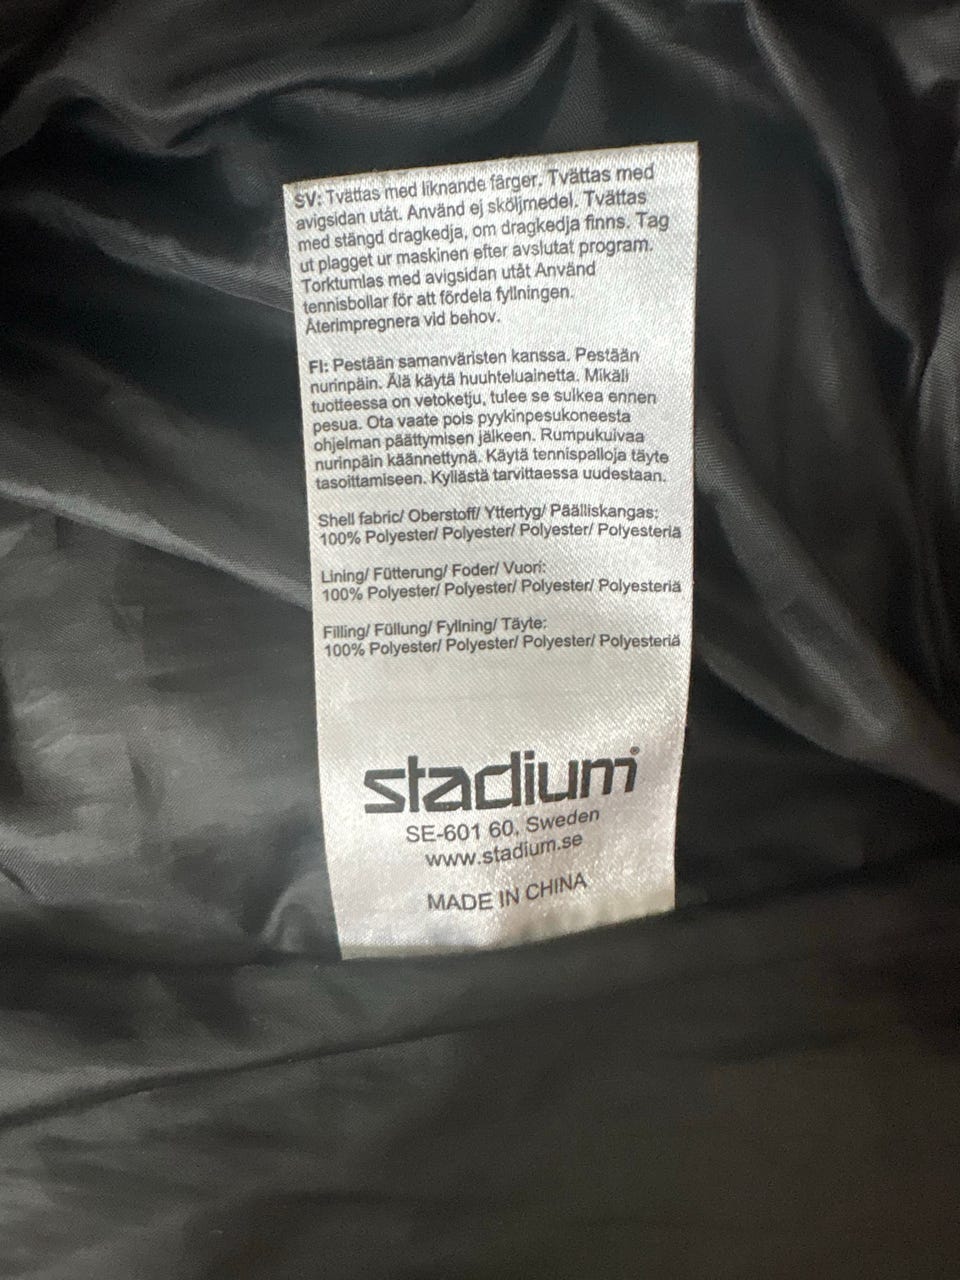 SV: Tvättas med liknande färger. Tvättas med
avigsidan utåt. Använd ej sköljmedel. Tvättas
med stängd dragkedja, om dragkedja finns. Tag
ut plagget ur maskinen efter avslutat program.
Torktumlas med avigsidan utåt Använd
tennisbollar för att fördela fyllningen.
Återimpregnera vid behov.
FI: Pestään samanväristen kanssa. Pestään
nurinpäin. Älä käytä huuhteluainetta. Mikäli
tuotteessa on vetoketju, tulee se sulkea ennen
pesua. Ota vaate pois pyykinpesukoneesta
ohjelman päättymisen jälkeen. Rumpukuivaa
nurinpäin käännettynä. Käytä tennispalloja täyte
tasoittamiseen. Kyllästä tarvittaessa uudestaan.
Shell fabric/ Oberstoff/ Yttertyg/ Päälliskangas:
100% Polyester/ Polyester/ Polyester/ Polyesteriä
Lining/ Fütterung/ Foder/ Vuori:
100% Polyester/ Polyester/ Polyester/ Polyesteriä
Filling/ Füllung/ Fyllning/ Täyte:
100% Polyester/ Polyester/ Polyester/ Polyesteriä
stadium®
SE-601 60, Sweden
www.stadium.se
MADE IN CHINA